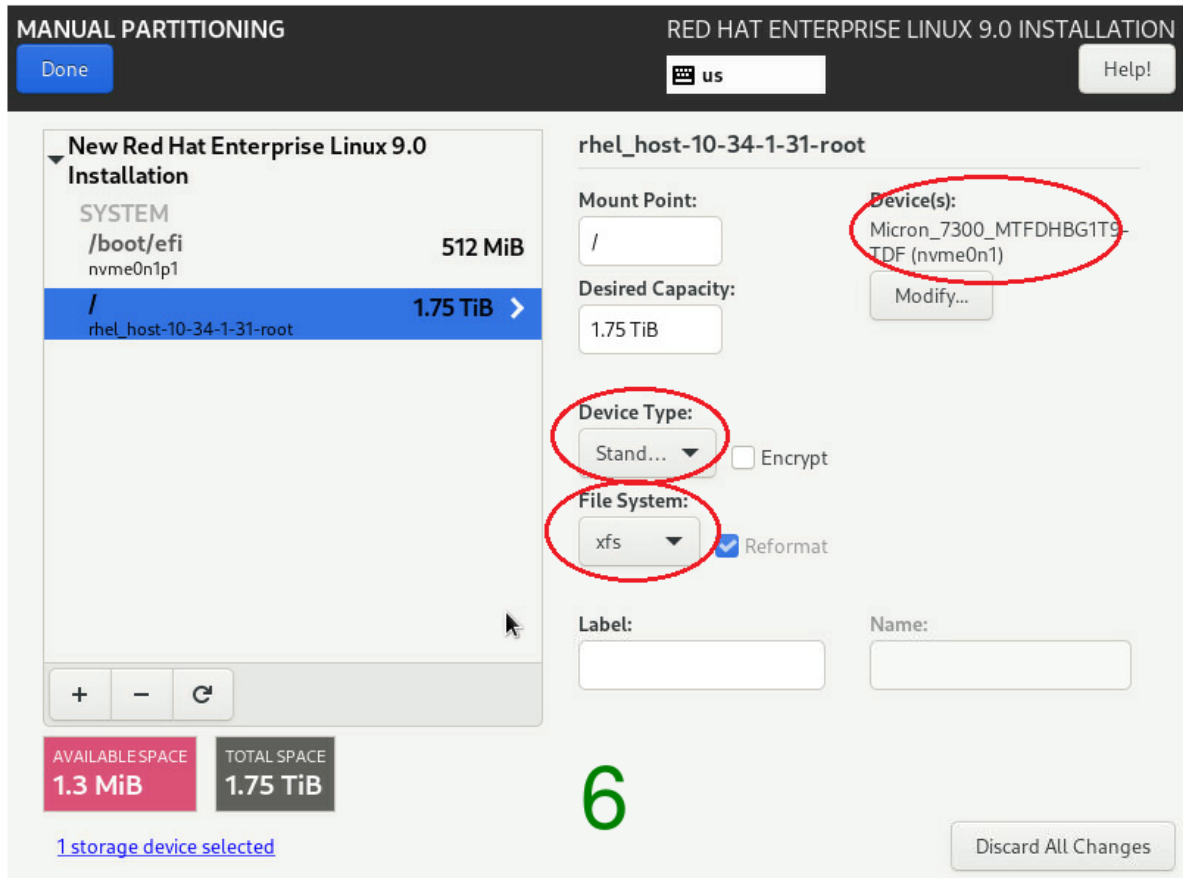 MANUAL PARTITIONING
RED HAT ENTERPRISE LINUX 9.0 INSTALLATION
Done
us
Help!
New Red Hat Enterprise Linux 9.0
Installation
SYSTEM
/boot/efi
512 MiB
nvme0n1p1
/
1.75 TiB
rhel_host-10-34-1-31-root
+ −
AVAILABLE SPACE
1.3 MiB
TOTAL SPACE
1.75 TiB
1 storage device selected
rhel_host-10-34-1-31-root
Mount Point:
/
Device(s):
Micron_7300_MTFDHBG1T9-
TDF (nvme0n1)
Modify...
Desired Capacity:
1.75 TiB
Device Type:
Stand...
Encrypt
File System:
xfs
Reformat
Label:
Name:
6
Discard All Changes